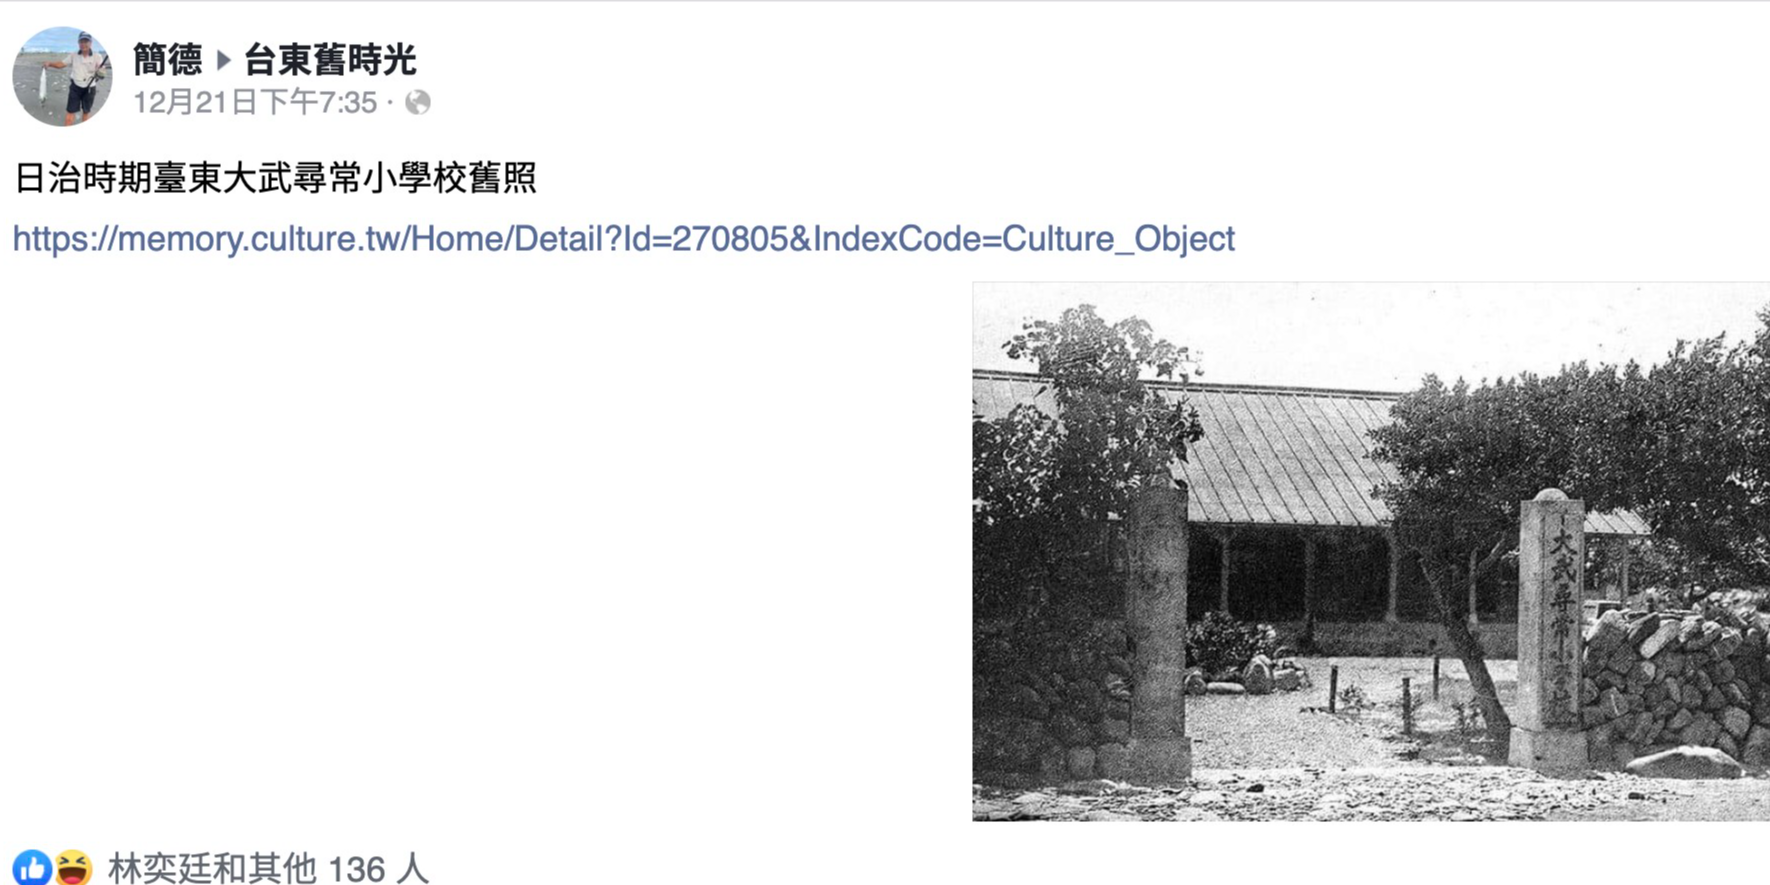 簡德 ▶ 台東舊時光
12月21日下午7:35 ·
日治時期臺東大武尋常小學校舊照
https://memory.culture.tw/Home/Detail?Id=270805&IndexCode=Culture_Object
大武尋常小学校
林奕廷和其他 136 人